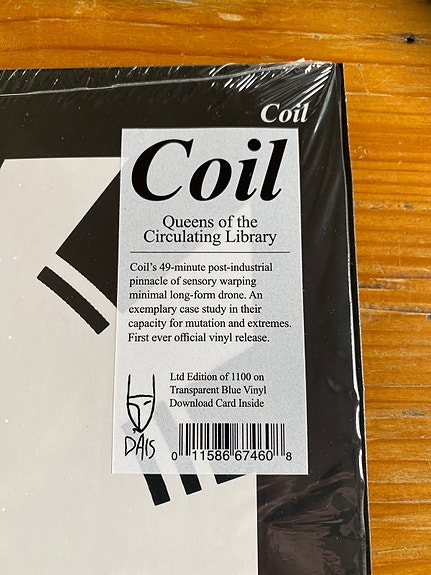 Coil
Coil
Queens of the
Circulating Library
Coil's 49-minute post-industrial
pinnacle of sensory warping
minimal long-form drone. An
exemplary case study in their
capacity for mutation and extremes.
First ever official vinyl release.
Ltd Edition of 1100 on
Transparent Blue Vinyl
Download Card Inside
DAIS
0 11586 67460 8